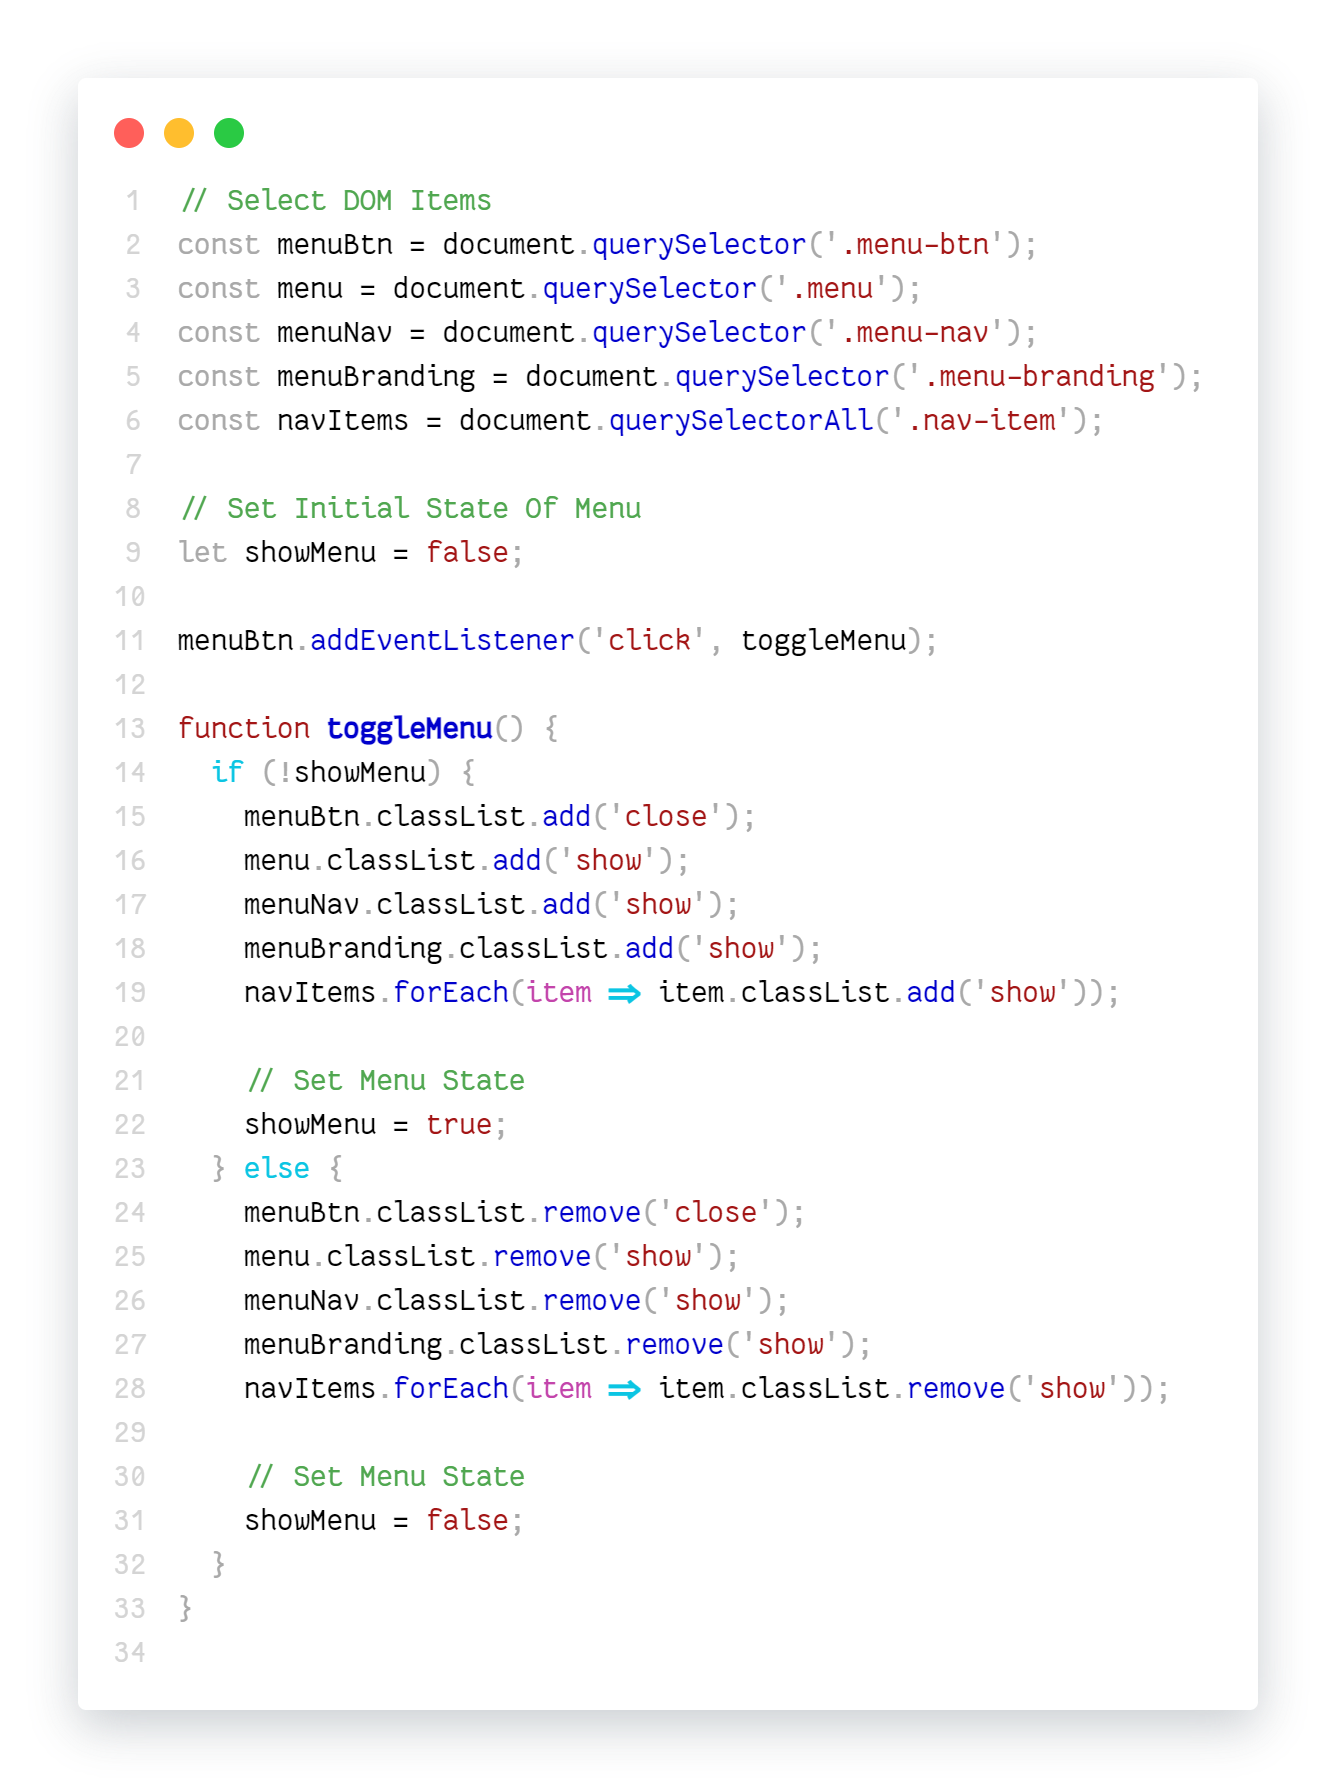 1 // Select DOM Items
2 const menuBtn = document.querySelector('.menu-btn');
3 const menu = document.querySelector('.menu');
4 const menuNav = document.querySelector('.menu-nav');
5 const menuBranding = document.querySelector('.menu-branding');
6 const navItems = document.querySelectorAll('.nav-item');
7
8 // Set Initial State Of Menu
9 let showMenu = false;
10
11 menuBtn.addEventListener('click', toggleMenu);
12
13 function toggleMenu() {
14   if (!showMenu) {
15     menuBtn.classList.add('close');
16     menu.classList.add('show');
17     menuNav.classList.add('show');
18     menuBranding.classList.add('show');
19     navItems.forEach(item => item.classList.add('show'));
20
21     // Set Menu State
22     showMenu = true;
23   } else {
24     menuBtn.classList.remove('close');
25     menu.classList.remove('show');
26     menuNav.classList.remove('show');
27     menuBranding.classList.remove('show');
28     navItems.forEach(item => item.classList.remove('show'));
29
30     // Set Menu State
31     showMenu = false;
32   }
33 }
34